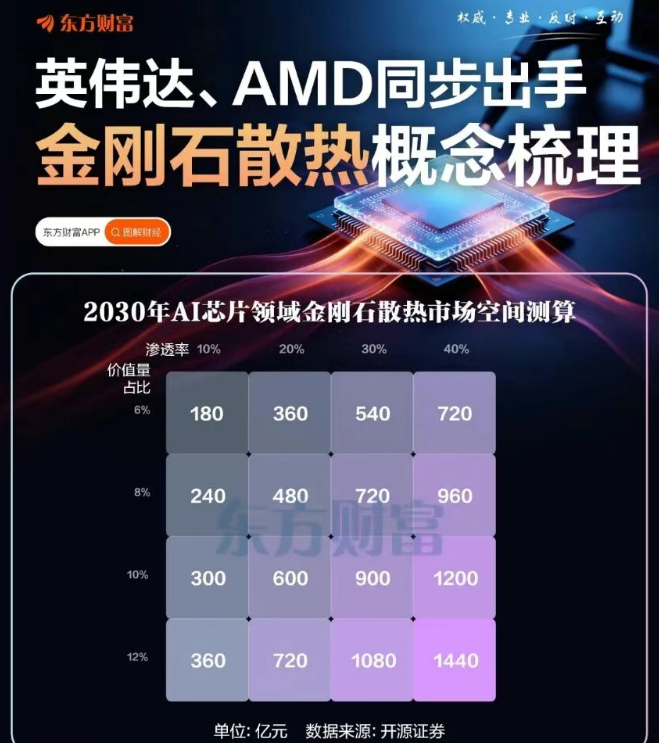 东方财富
权威·专业·及时·互动
英伟达、AMD同步出手
金刚石散热概念梳理
东方财富APP 图解财经
2030年AI芯片领域金刚石散热市场空间测算
渗透率 10% 20% 30% 40%
价值量
占比
6% 180 360 540 720
8% 240 480 720 960
东方财富
10% 300 600 900 1200
12% 360 720 1080 1440
单位: 亿元 数据来源: 开源证券